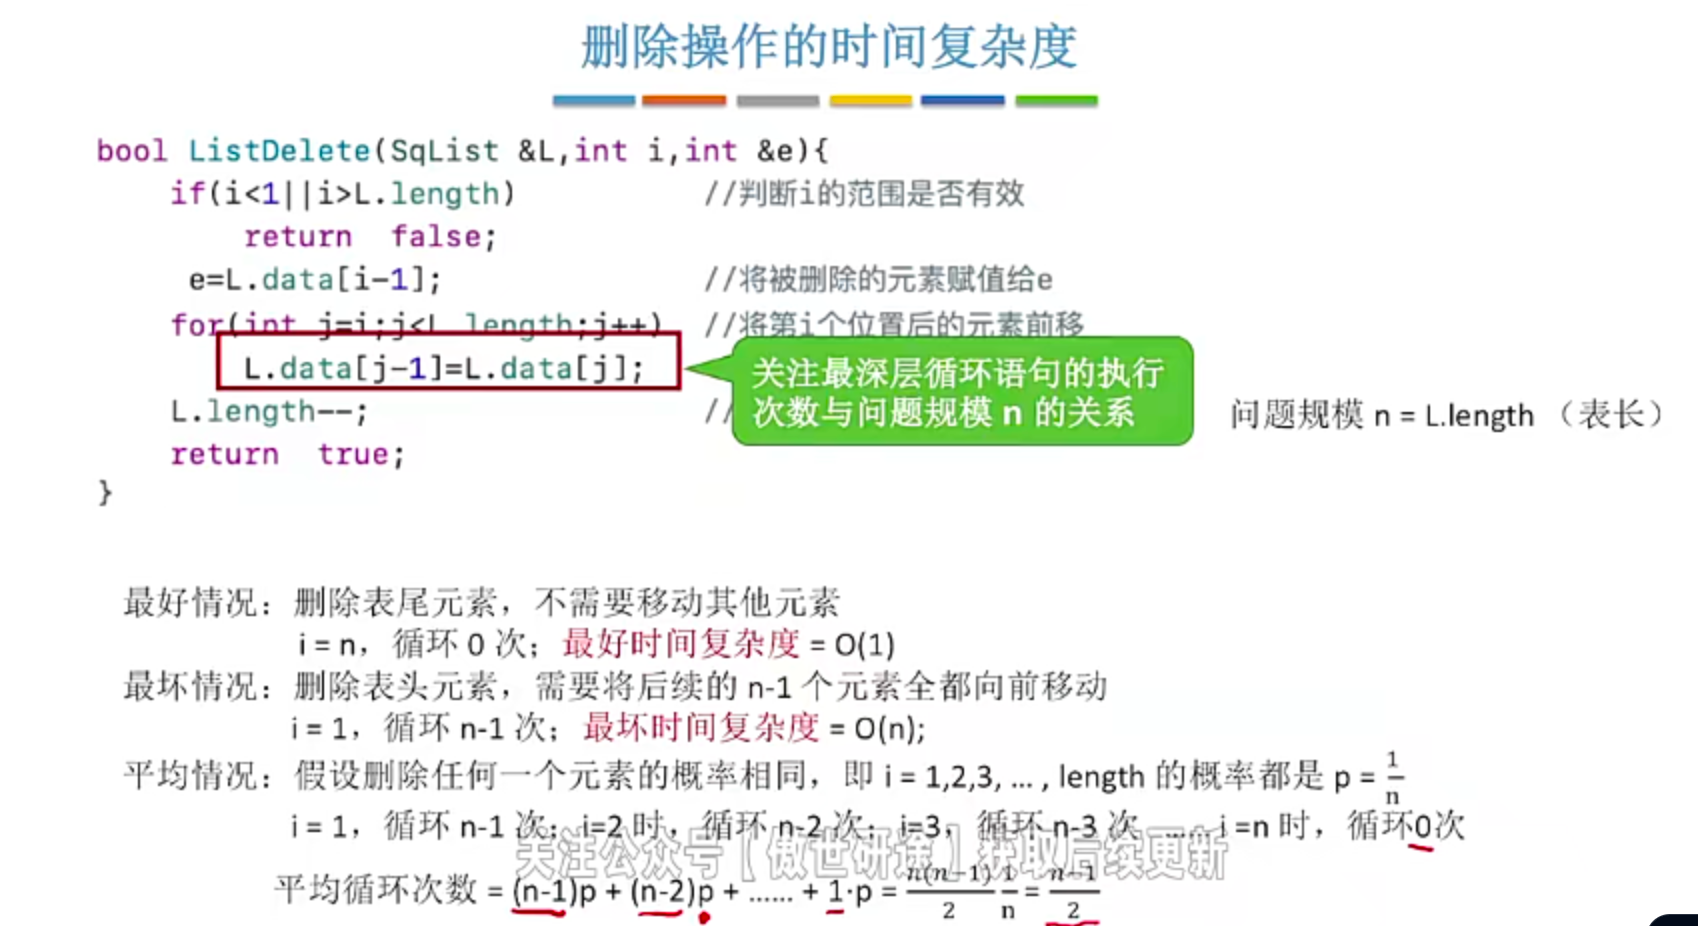 删除操作的时间复杂度
bool ListDelete(SqList &L,int i,int &e){
if(i<1||i>L.length) //判断i的范围是否有效
return false;
e=L.data[i-1]; //将被删除的元素赋值给e
for(int j=i;j<L.length;j++) //将第i个位置后的元素前移
L.data[j-1]=L.data[j];
关注最深层循环语句的执行
次数与问题规模 n 的关系
L.length--; //
问题规模 n = L.length （表长）
return true;
}
最好情况：删除表尾元素，不需要移动其他元素
i = n，循环 0 次；最好时间复杂度 = O(1)
最坏情况：删除表头元素，需要将后续的 n-1 个元素全都向前移动
i = 1，循环 n-1 次；最坏时间复杂度 = O(n);
平均情况：假设删除任何一个元素的概率相同，即 i = 1,2,3, ... , length 的概率都是 p = 1/n
i = 1，循环 n-1 次；i=2 时，循环 n-2 次；i=3，循环 n-3 次 …… i =n 时，循环0次
关注公众号【傲世研途】获取后续更新
平均循环次数 = (n-1)p + (n-2)p + …… + 1·p = n(n−1)/2 1/n = n−1/2